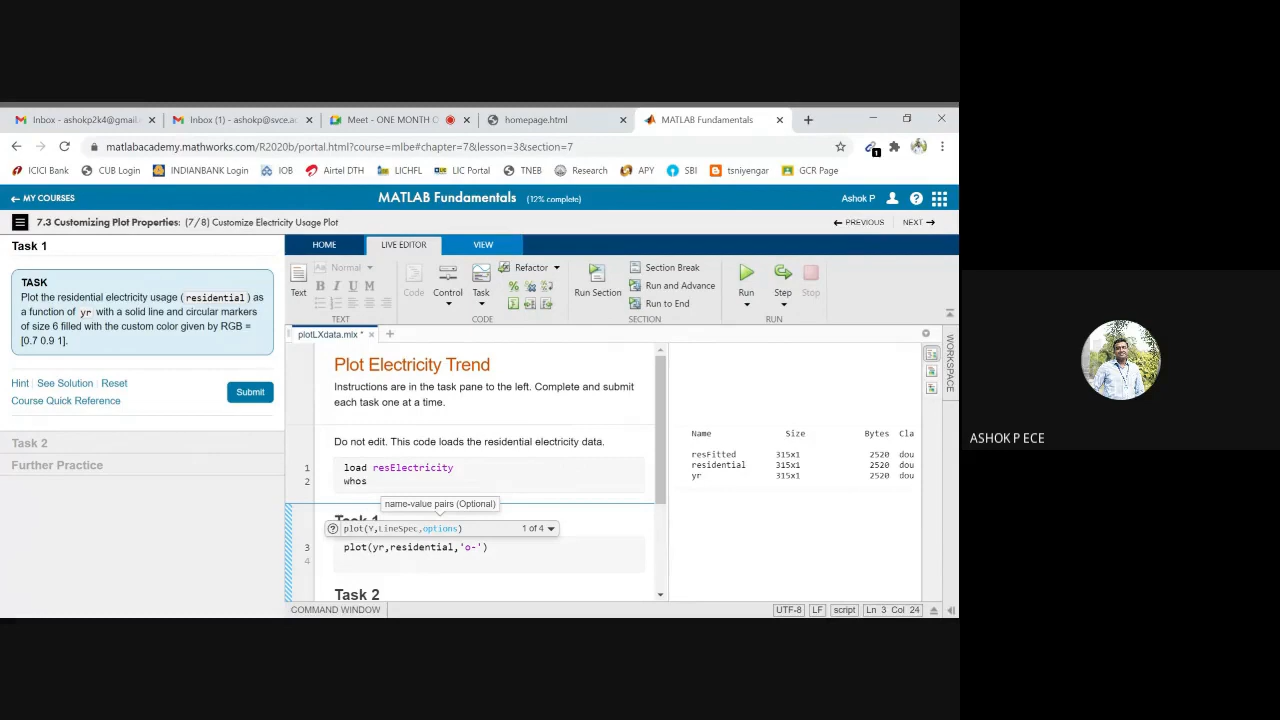 Inbox - ashokp2k4@gmail.
Inbox (1) - ashokp@svce.ac
Meet - ONE MONTH O
homepage.html
MATLAB Fundamentals
matlabacademy.mathworks.com/R2020b/portal.html?course=mlbe#chapter=7&lesson=3&section=7
1
ICICI Bank
CUB Login
INDIANBANK Login
IOB
Airtel DTH
LICHFL
LIC Portal
TNEB
Research
APY
SBI
tsniyengar
GCR Page
MY COURSES
MATLAB Fundamentals (12% complete)
Ashok P
7.3 Customizing Plot Properties: (7/8) Customize Electricity Usage Plot
PREVIOUS
NEXT
Task 1
TASK
Plot the residential electricity usage (residential) as
a function of yr with a solid line and circular markers
of size 6 filled with the custom color given by RGB =
[0.7 0.9 1].
Hint
See Solution
Reset
Course Quick Reference
Submit
Task 2
Further Practice
HOME
LIVE EDITOR
VIEW
Text
Aa Normal
B I U M
TEXT
Code
Control
Task
Refactor
CODE
Run Section
Section Break
Run and Advance
Run to End
SECTION
Run
Step
Stop
RUN
plotLXdata.mlx *
Plot Electricity Trend
Instructions are in the task pane to the left. Complete and submit
each task one at a time.
Do not edit. This code loads the residential electricity data.
1 load resElectricity
2 whos
name-value pairs (Optional)
Task 1
plot(Y,LineSpec,options) 1 of 4
3 plot(yr,residential,'o-')
4
Task 2
WORKSPACE
Name Size Bytes Cla
resFitted 315x1 2520 dou
residential 315x1 2520 dou
yr 315x1 2520 dou
COMMAND WINDOW
UTF-8
LF
script
Ln 3 Col 24
ASHOK P ECE